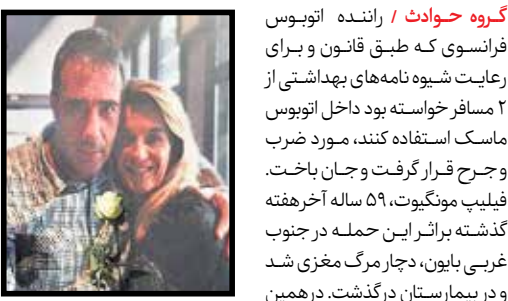 گروه حوادث / راننده اتوبوس
فرانسوی که طبق قانون و برای
رعایت شیوه نامه‌های بهداشتی از
۲ مسافر خواسته بود داخل اتوبوس
ماسک استفاده کنند، مورد ضرب
و جرح قرار گرفت و جان باخت.
فیلیپ مونگیوت، ۵۹ ساله آخرهفته
گذشته براثر این حمله در جنوب
غربی بایون، دچار مرگ مغزی شد
و در بیمارستان درگذشت. درهمین